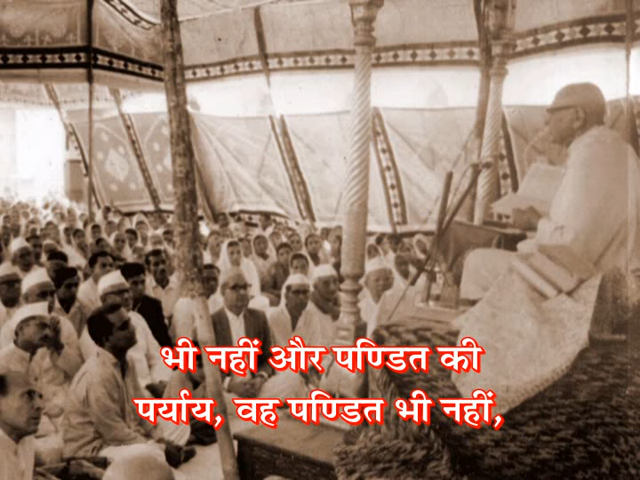 भी नहीं और पण्डित की
पर्याय, वह पण्डित भी नहीं,